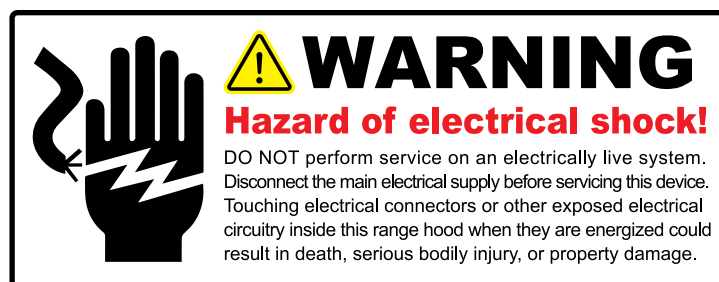 WARNING
Hazard of electrical shock!
DO NOT perform service on an electrically live system.
Disconnect the main electrical supply before servicing this device.
Touching electrical connectors or other exposed electrical
circuitry inside this range hood when they are energized could
result in death, serious bodily injury, or property damage.